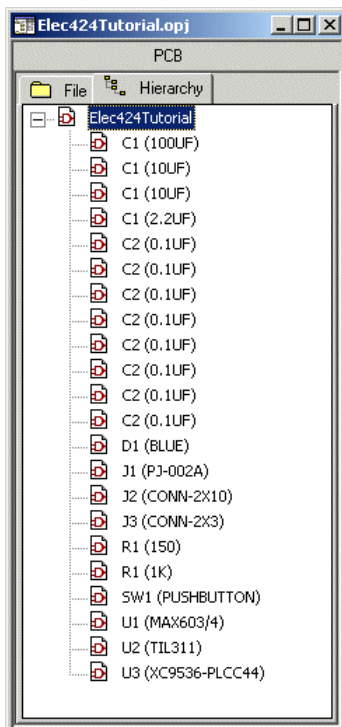 Elec424Tutorial.opj
PCB
File Hierarchy
Elec424Tutorial
C1 (100UF)
C1 (10UF)
C1 (10UF)
C1 (2.2UF)
C2 (0.1UF)
C2 (0.1UF)
C2 (0.1UF)
C2 (0.1UF)
C2 (0.1UF)
C2 (0.1UF)
C2 (0.1UF)
C2 (0.1UF)
D1 (BLUE)
J1 (PJ-002A)
J2 (CONN-2X10)
J3 (CONN-2X3)
R1 (150)
R1 (1K)
SW1 (PUSHBUTTON)
U1 (MAX603/4)
U2 (TIL311)
U3 (XC9536-PLCC44)